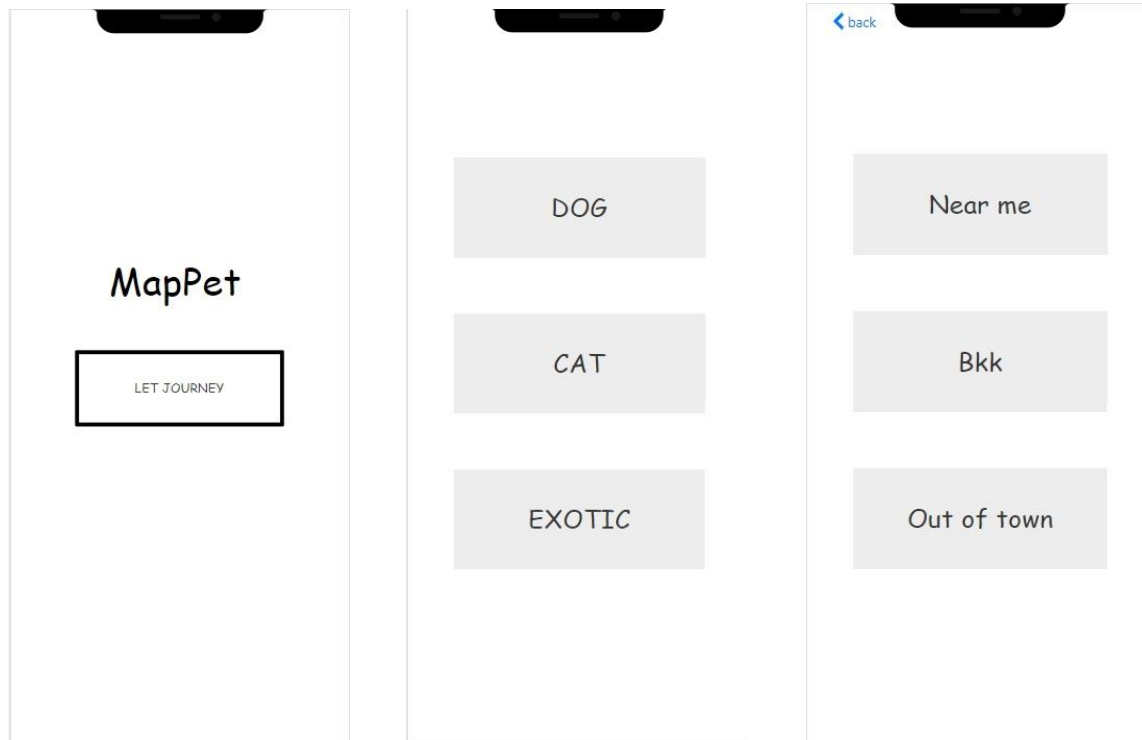 MapPet
LET JOURNEY
DOG
CAT
EXOTIC
back
Near me
Bkk
Out of town